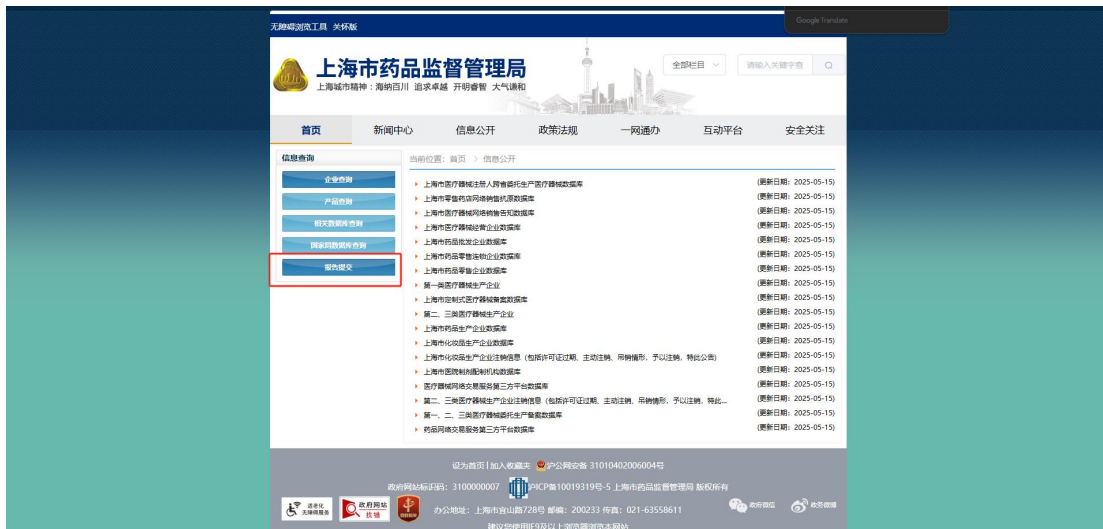 Google Translate
无障碍浏览工具 关怀版
上海市药品监督管理局
上海城市精神：海纳百川 追求卓越 开明睿智 大气谦和
全部栏目
请输入关键字查
首页 新闻中心 信息公开 政策法规 一网通办 互动平台 安全关注
信息查询
企业查询
产品查询
相关数据库查询
国家局数据库查询
报告提交
当前位置：首页 > 信息公开
上海市医疗器械注册人跨省委托生产医疗器械数据库 (更新日期：2025-05-15)
上海市零售药店网络销售抗原数据库 (更新日期：2025-05-15)
上海市医疗器械网络销售告知数据库 (更新日期：2025-05-15)
上海市医疗器械经营企业数据库 (更新日期：2025-05-15)
上海市药品批发企业数据库 (更新日期：2025-05-15)
上海市药品零售连锁企业数据库 (更新日期：2025-05-15)
上海市药品零售企业数据库 (更新日期：2025-05-15)
第一类医疗器械生产企业 (更新日期：2025-05-15)
上海市定制式医疗器械备案数据库 (更新日期：2025-05-15)
第二、三类医疗器械生产企业 (更新日期：2025-05-15)
上海市药品生产企业数据库 (更新日期：2025-05-15)
上海市化妆品生产企业数据库 (更新日期：2025-05-15)
上海市化妆品生产企业注销信息（包括许可证过期、主动注销、吊销情形，予以注销，特此公告) (更新日期：2025-05-15)
上海市医院制剂配制机构数据库 (更新日期：2025-05-15)
医疗器械网络交易服务第三方平台数据库 (更新日期：2025-05-15)
第二、三类医疗器械生产企业注销信息（包括许可证过期、主动注销、吊销情形，予以注销，特此... (更新日期：2025-05-15)
第一、二、三类医疗器械委托生产备案数据库 (更新日期：2025-05-15)
药品网络交易服务第三方平台数据库 (更新日期：2025-05-15)
设为首页 | 加入收藏夹 沪公网安备 31010402006004号
政府网站标识码：3100000007 沪ICP备10019319号-5 上海市药品监督管理局 版权所有
适老化
无障碍服务
政府网站
找错
办公地址：上海市宜山路728号 邮编：200233 传真：021-63558611
政府微信
政务微博
建议您使用IE9及以上浏览器浏览本网站